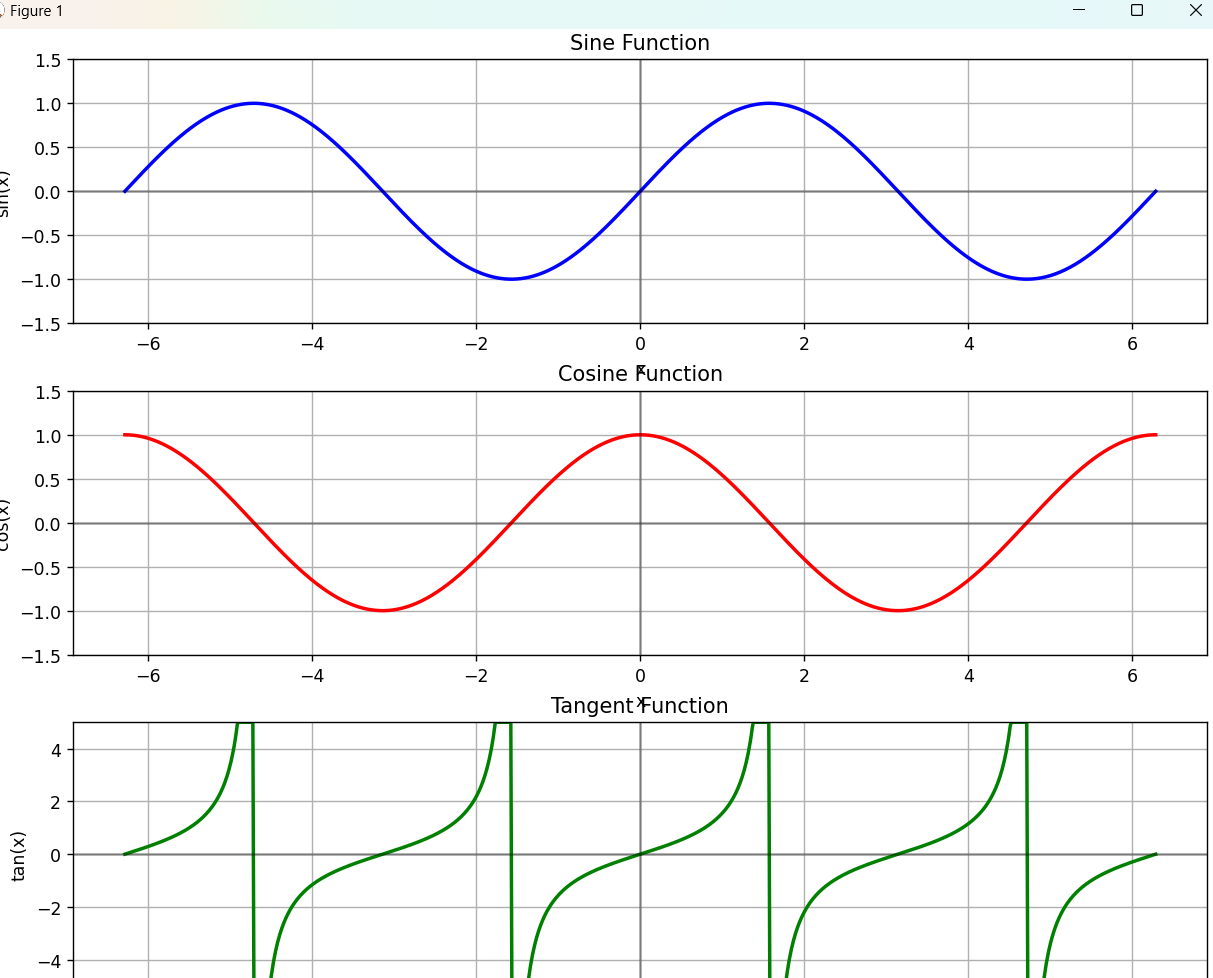 Figure 1
Sine Function
1.5
1.0
0.5
0.0
−0.5
−1.0
−1.5
sin(x)
−6 −4 −2 0 2 4 6
x
Cosine Function
1.5
1.0
0.5
0.0
−0.5
−1.0
−1.5
cos(x)
−6 −4 −2 0 2 4 6
x
Tangent Function
4
2
0
−2
−4
tan(x)